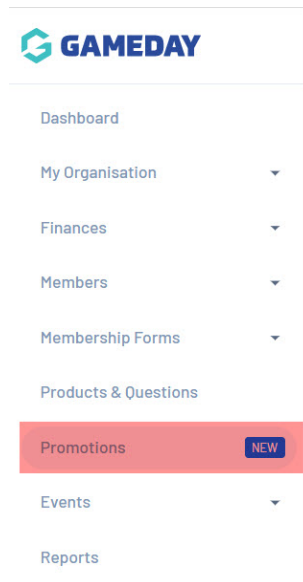 GAMEDAY
Dashboard
My Organisation
Finances
Members
Membership Forms
Products & Questions
Promotions NEW
Events
Reports